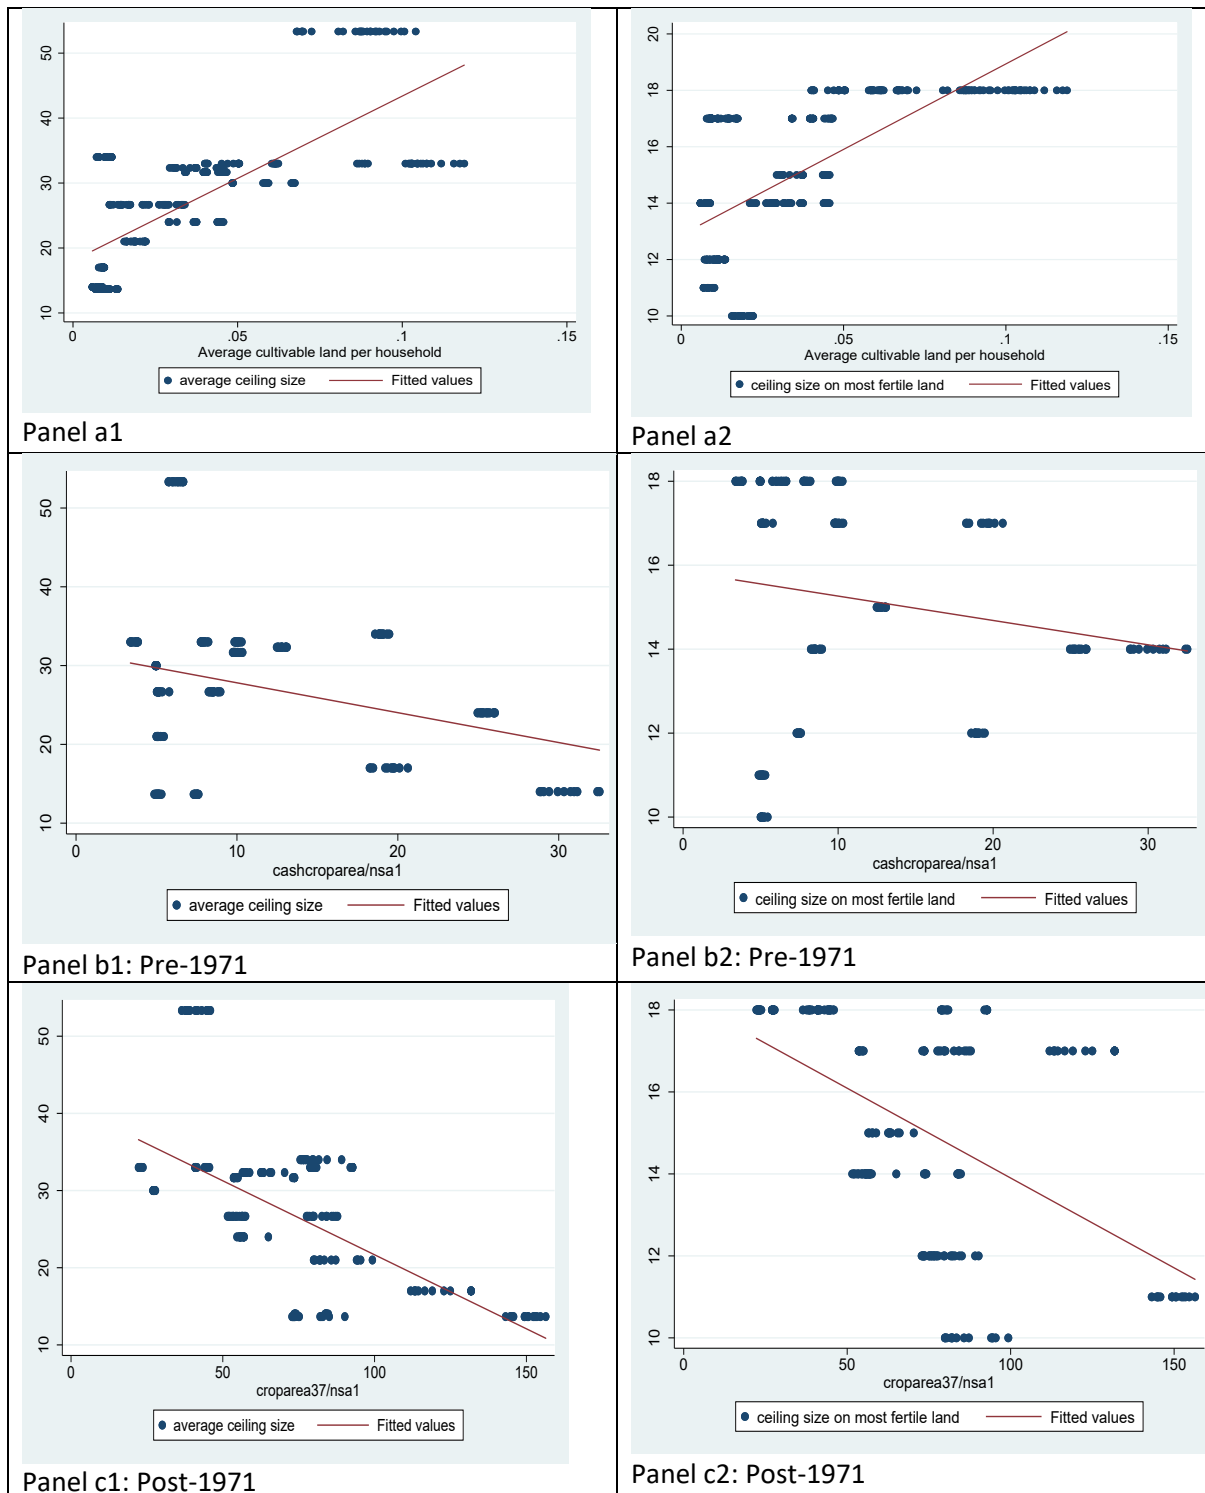 50
40
30
20
10
0
.05
.1
.15
Average cultivable land per household
average ceiling size
Fitted values
Panel a1
20
18
16
14
12
10
0
.05
.1
.15
Average cultivable land per household
ceiling size on most fertile land
Fitted values
Panel a2
50
40
30
20
10
0
10
20
30
cashcroparea/nsa1
average ceiling size
Fitted values
Panel b1: Pre-1971
18
16
14
12
10
0
10
20
30
cashcroparea/nsa1
ceiling size on most fertile land
Fitted values
Panel b2: Pre-1971
50
40
30
20
10
0
50
100
150
croparea37/nsa1
average ceiling size
Fitted values
Panel c1: Post-1971
18
16
14
12
10
0
50
100
150
croparea37/nsa1
ceiling size on most fertile land
Fitted values
Panel c2: Post-1971